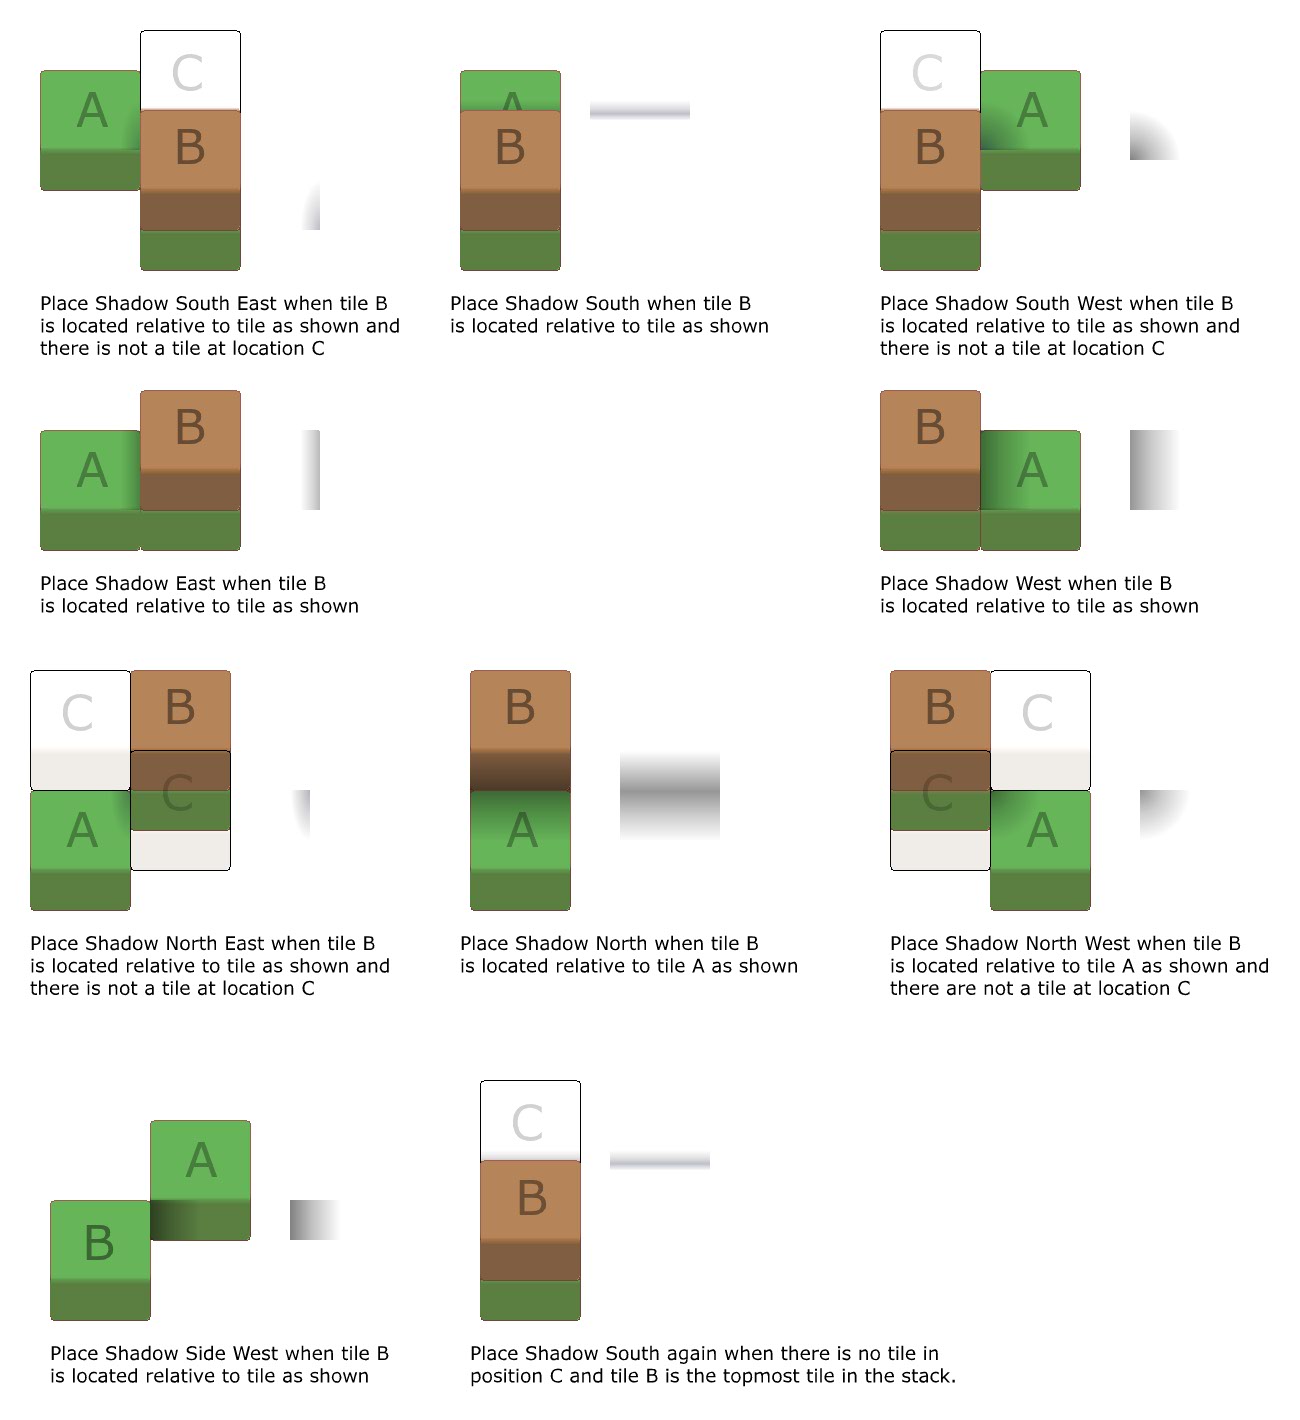 C
A
B
Place Shadow South East when tile B
is located relative to tile as shown and
there is not a tile at location C
A
B
Place Shadow South when tile B
is located relative to tile as shown
C
A
B
Place Shadow South West when tile B
is located relative to tile as shown and
there is not a tile at location C
B
A
Place Shadow East when tile B
is located relative to tile as shown
B
A
Place Shadow West when tile B
is located relative to tile as shown
C B
C
A
Place Shadow North East when tile B
is located relative to tile as shown and
there is not a tile at location C
B
A
Place Shadow North when tile B
is located relative to tile A as shown
B C
C
A
Place Shadow North West when tile B
is located relative to tile A as shown and
there are not a tile at location C
A
B
Place Shadow Side West when tile B
is located relative to tile as shown
C
B
Place Shadow South again when there is no tile in
position C and tile B is the topmost tile in the stack.